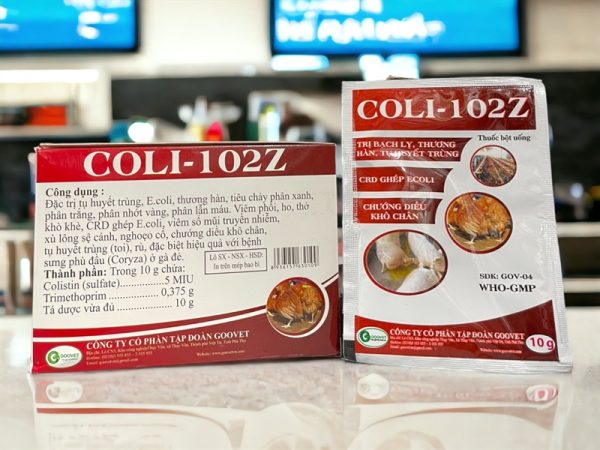 COLI-102Z
Công dụng :
Đặc trị tụ huyết trùng, E.coli, thương hàn, tiêu chảy phân xanh,
phân trắng, phân nhớt vàng, phân lẫn máu. Viêm phổi, ho, thở
khò khè, CRD ghép E.coli, viêm số mũi truyền nhiễm,
xù lông sệ cánh, nghoẹo cổ, chướng diều khô chân,
tụ huyết trùng (toi), rù, đặc biệt hiệu quả với bệnh
sưng phù đầu (Coryza) ở gà đẻ.
Thành phần: Trong 10 g chứa:
Colistin (sulfate)...............5 MIU
Trimethoprim...............0,375 g
Tá dược vừa đủ...............10 g
Lô SX - NSX - HSD:
In trên mép bao bì
GOOVET
CÔNG TY CỔ PHẦN TẬP ĐOÀN GOOVET
COLI-102Z
Thuốc bột uống
TRỊ BẠCH LỴ, THƯƠNG
HÀN, TỤ HUYẾT TRÙNG
CRD GHÉP ECOLI
CHƯỚNG DIỀU
KHÔ CHÂN
SDK: GOV-04
WHO-GMP
GOOVET
CÔNG TY CỔ PHẦN TẬP ĐOÀN GOOVET
10 g